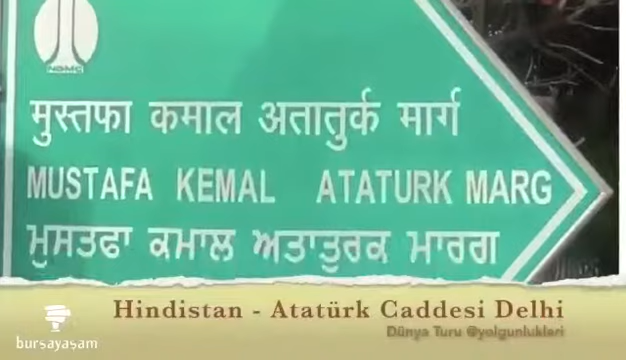 NDMC
मुस्तफा कमाल अतातुर्क मार्ग
MUSTAFA KEMAL ATATURK MARG
ਮੁਸਤਫਾ ਕਮਾਲ ਅਤਾਤੁਰਕ ਮਾਰਗ
Hindistan - Atatürk Caddesi Delhi
Dünya Turu @yolgunlukleri
bursayaşam